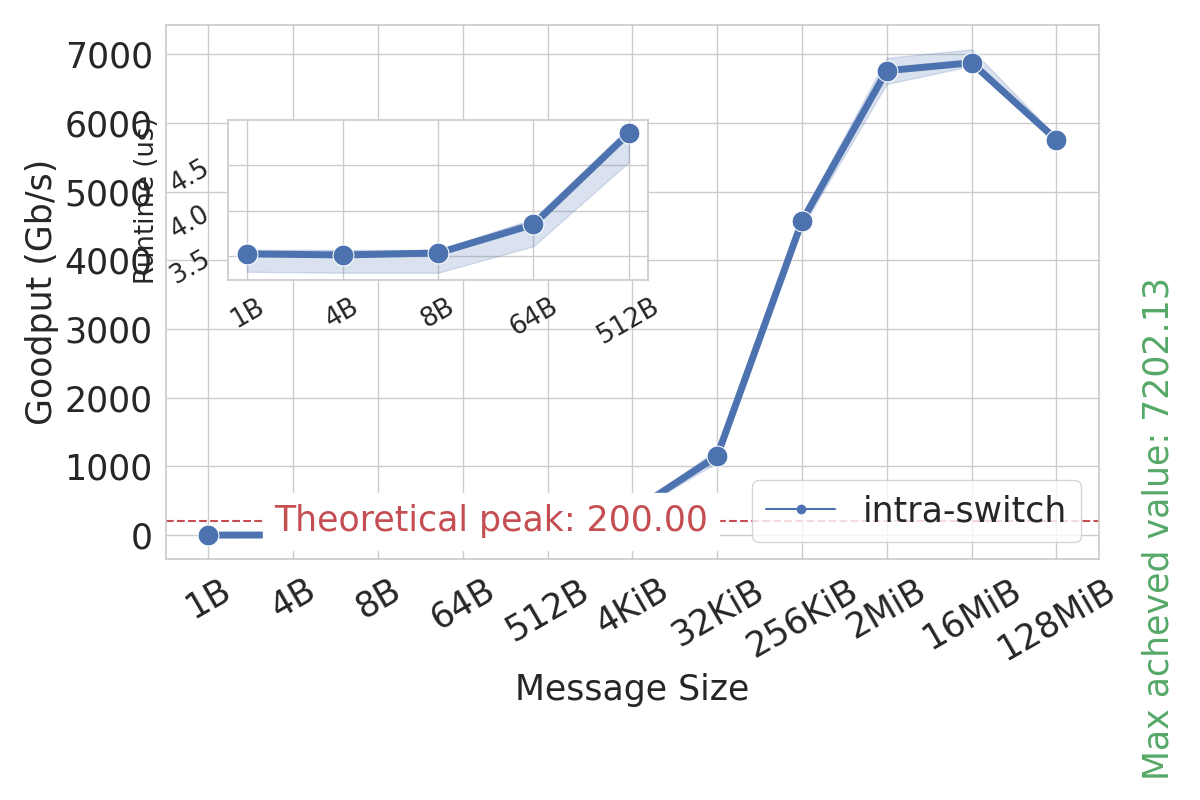 Goodput (Gb/s)
7000
6000
5000
4000
3000
2000
1000
0
Runtime (us)
4.5
4.0
3.5
1B
4B
8B
64B
512B
Theoretical peak: 200.00
intra-switch
1B
4B
8B
64B
512B
4KiB
32KiB
256KiB
2MiB
16MiB
128MiB
Message Size
Max acheved value: 7202.13